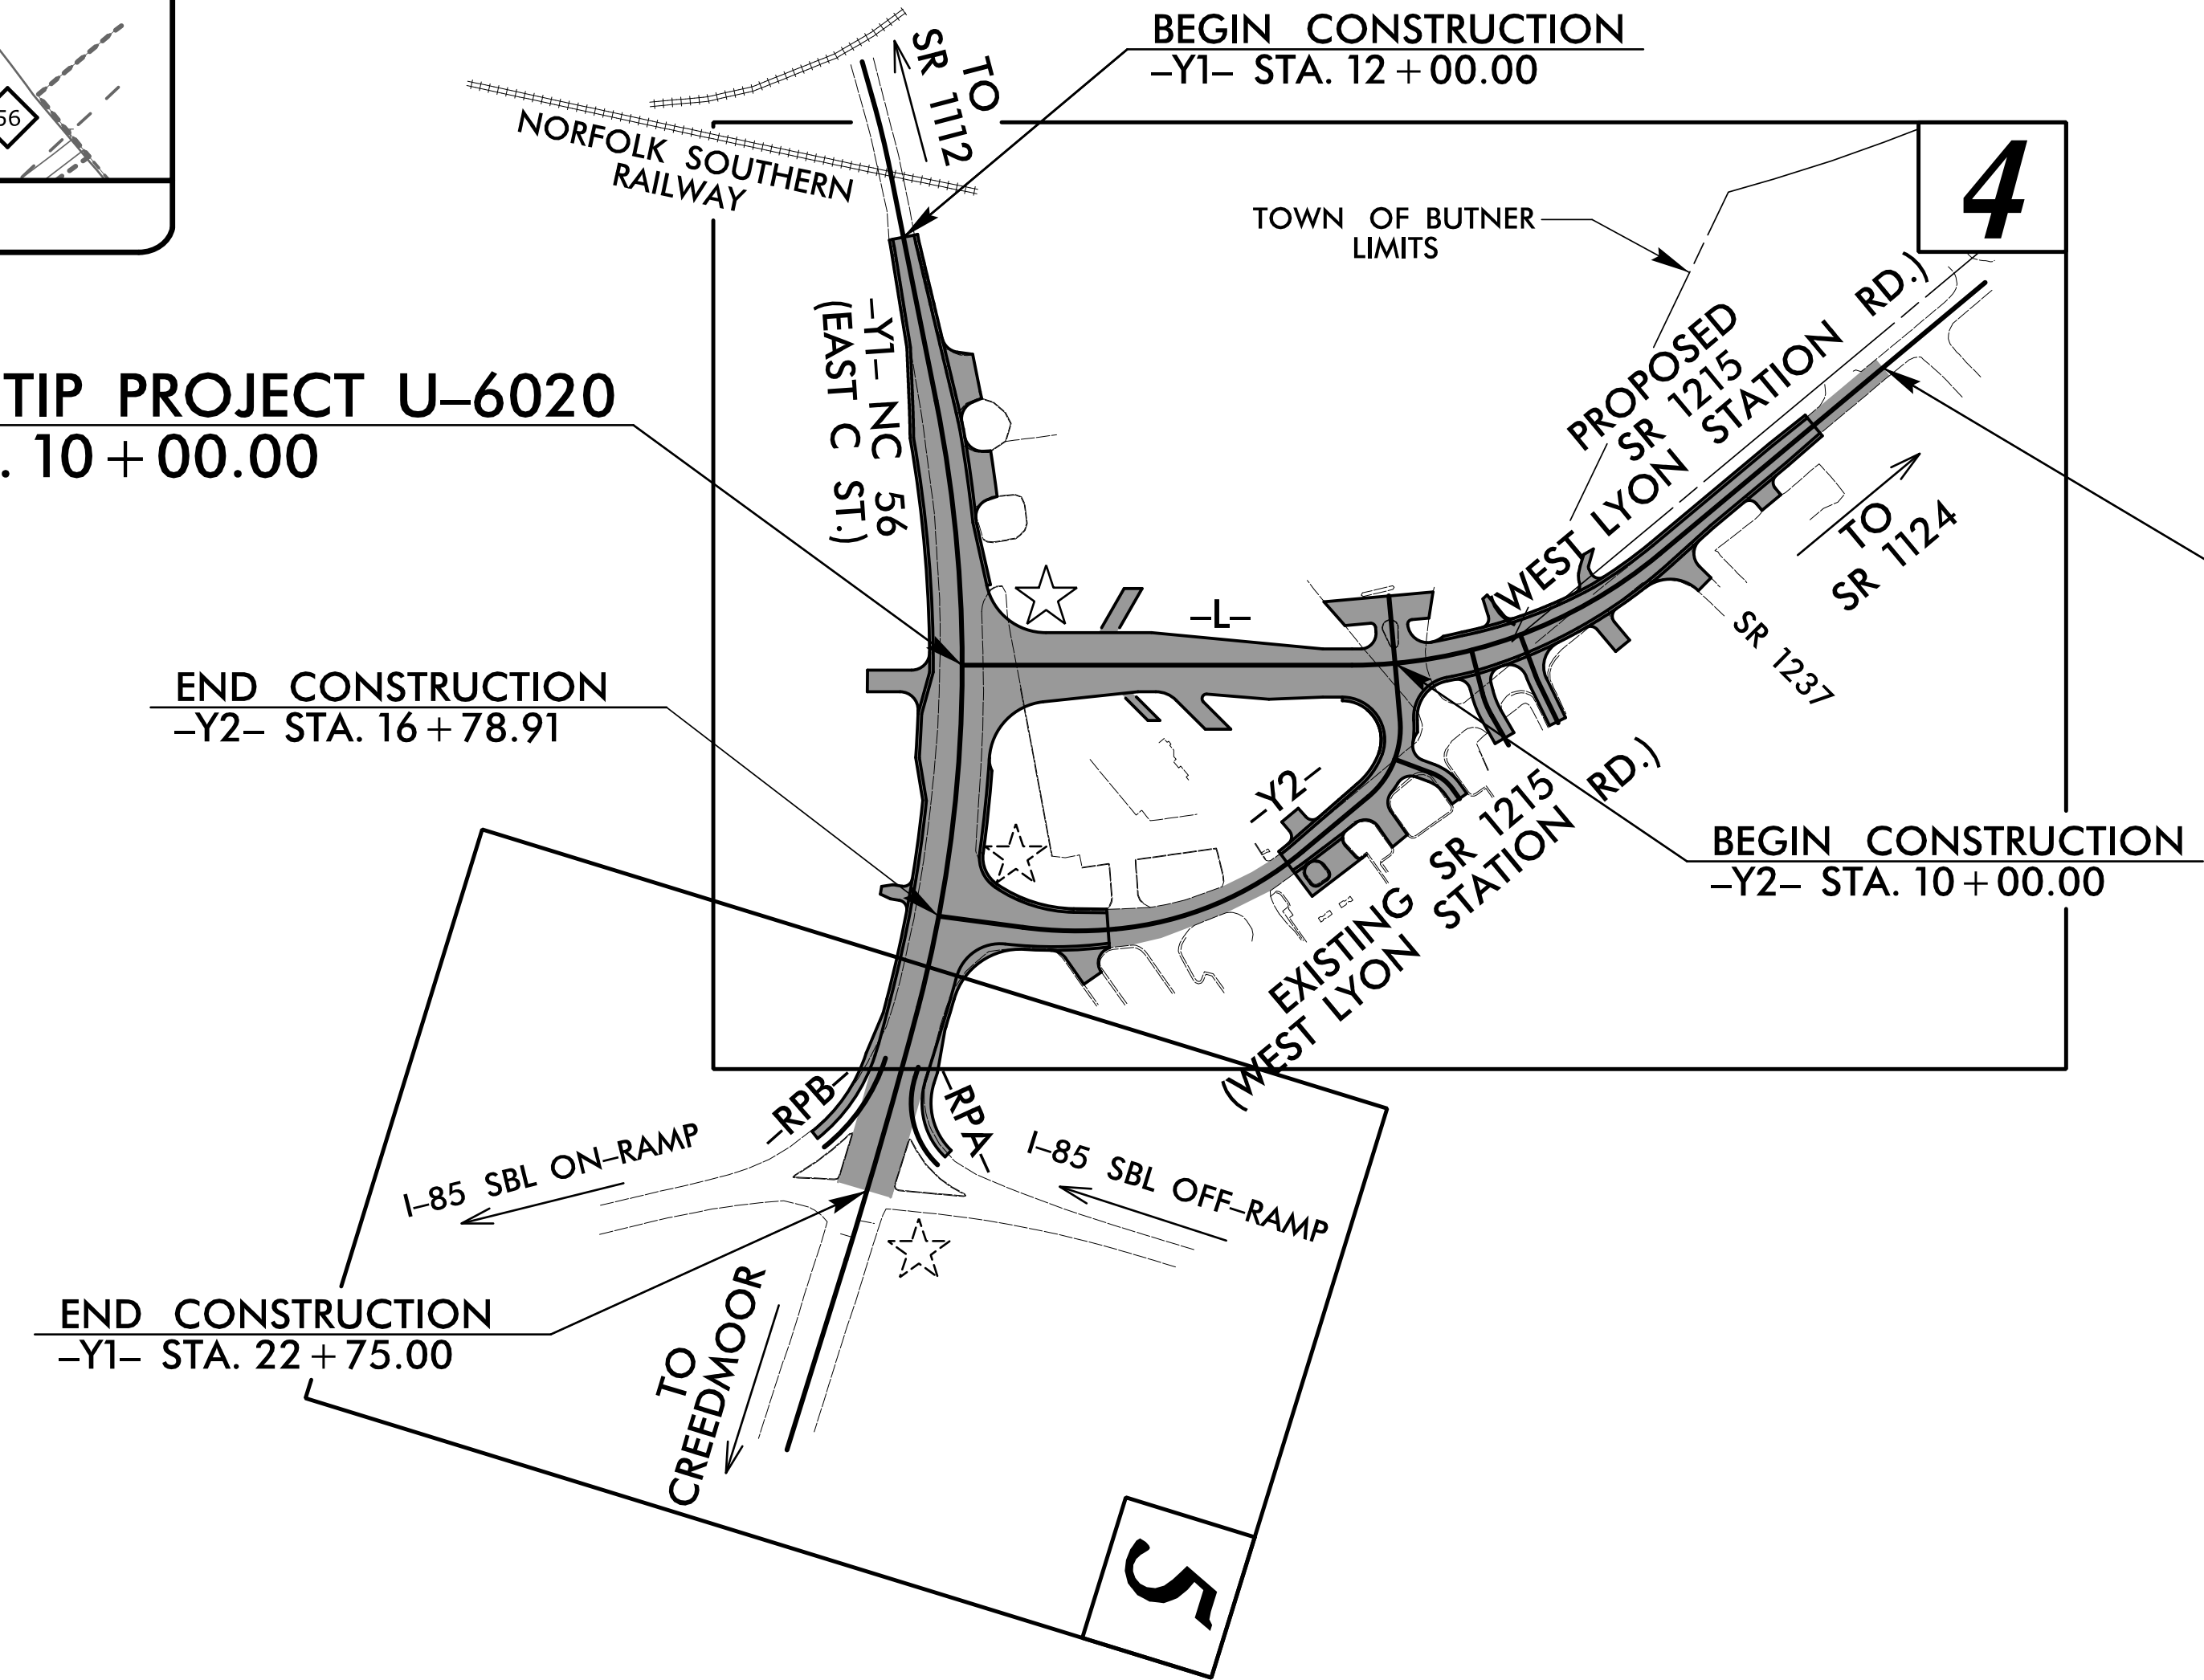 BEGIN CONSTRUCTION
–Y1– STA. 12+00.00
TO
SR 1112
NORFOLK SOUTHERN
RAILWAY
56
4
TOWN OF BUTNER
LIMITS
PROPOSED
SR 1215
(WEST LYON STATION RD.)
–Y1– NC 56
(EAST C ST.)
TIP PROJECT U–6020
. 10+00.00
TO
SR 1124
SR 1237
–L–
END CONSTRUCTION
–Y2– STA. 16+78.91
–Y2–
EXISTING SR 1215
(WEST LYON STATION RD.)
BEGIN CONSTRUCTION
–Y2– STA. 10+00.00
–RPB–
–RPA–
I–85 SBL ON–RAMP
I–85 SBL OFF–RAMP
END CONSTRUCTION
–Y1– STA. 22+75.00
TO
CREEDMOOR
5